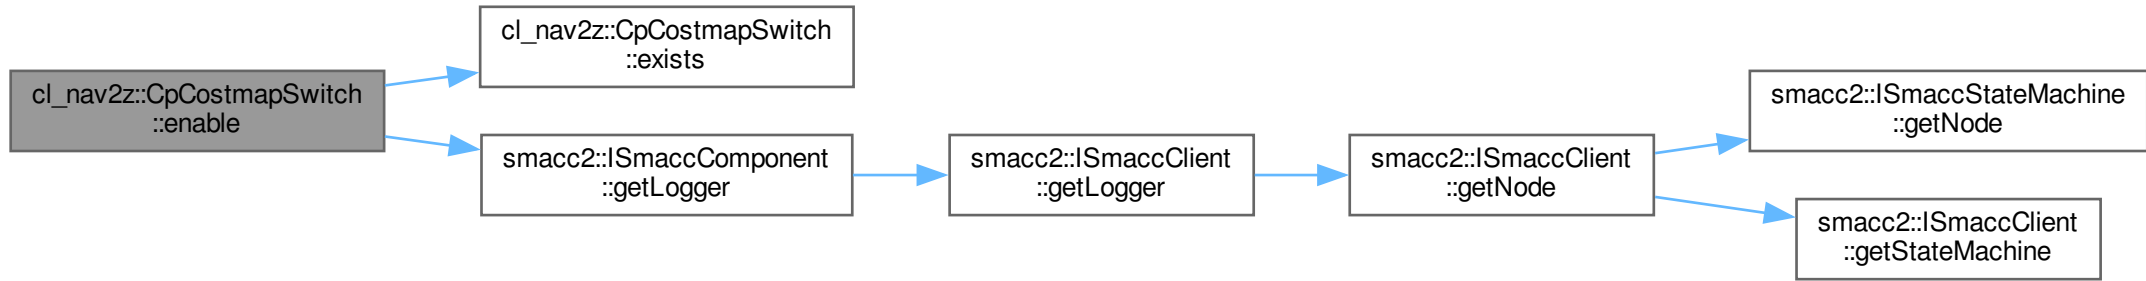 cl_nav2z::CpCostmapSwitch
::enable
cl_nav2z::CpCostmapSwitch
::exists
smacc2::ISmaccComponent
::getLogger
smacc2::ISmaccClient
::getLogger
smacc2::ISmaccClient
::getNode
smacc2::ISmaccStateMachine
::getNode
smacc2::ISmaccClient
::getStateMachine